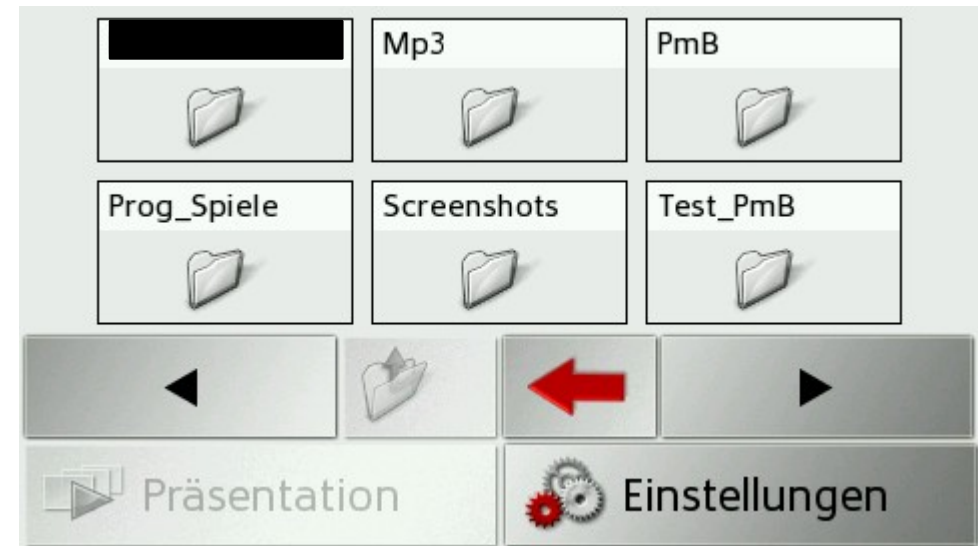 Mp3
PmB
Prog_Spiele
Screenshots
Test_PmB
Präsentation
Einstellungen